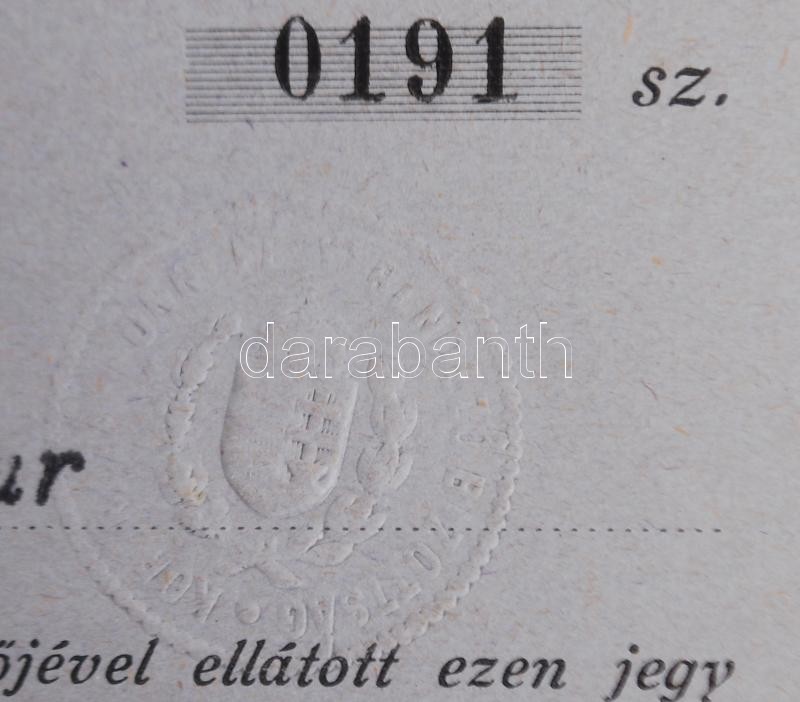 0191 sz.
darabanth
ur
őjével ellátott ezen jegy